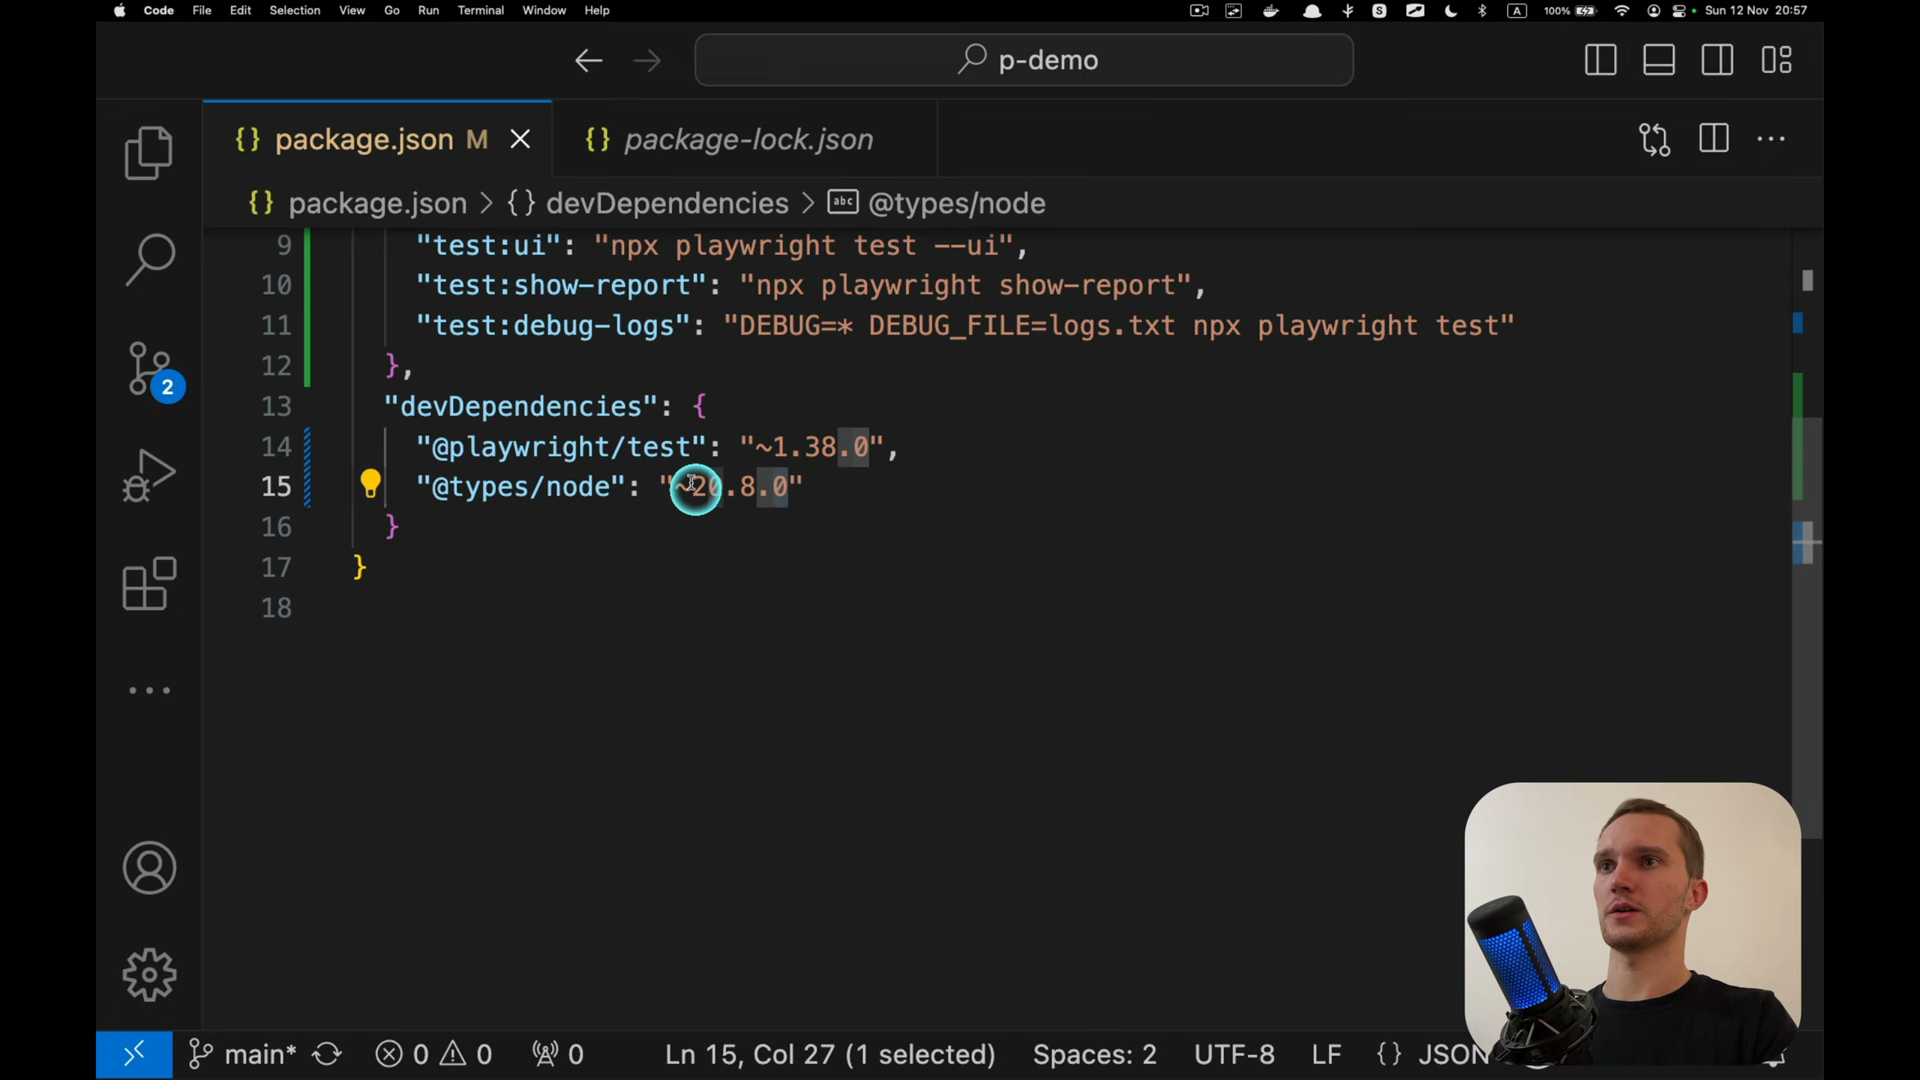 Code File Edit Selection View Go Run Terminal Window Help A 100% Sun 12 Nov 20:57
p-demo
{} package.json M {} package-lock.json
{} package.json > {} devDependencies > abc @types/node
9 "test:ui": "npx playwright test --ui",
10 "test:show-report": "npx playwright show-report",
11 "test:debug-logs": "DEBUG=* DEBUG_FILE=logs.txt npx playwright test"
12 },
13 "devDependencies": {
14 "@playwright/test": "~1.38.0",
15 "@types/node": "~20.8.0"
16 }
17 }
18
2
main* 0 0 0 Ln 15, Col 27 (1 selected) Spaces: 2 UTF-8 LF {} JSON